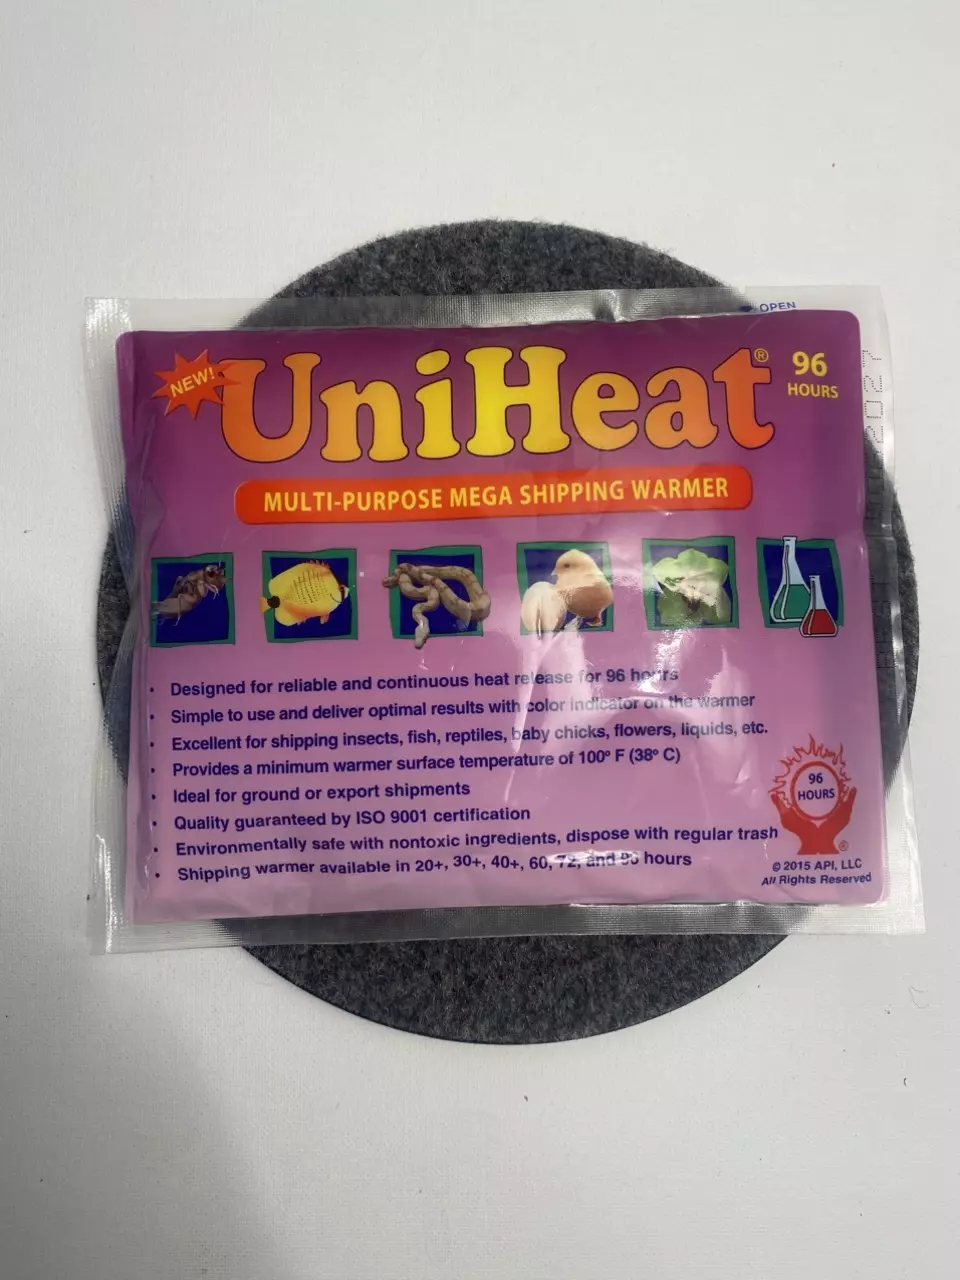 OPEN
NEW!
UniHeat®
96
HOURS
MULTI-PURPOSE MEGA SHIPPING WARMER
• Designed for reliable and continuous heat release for 96 hours
• Simple to use and deliver optimal results with color indicator on the warmer
• Excellent for shipping insects, fish, reptiles, baby chicks, flowers, liquids, etc.
• Provides a minimum warmer surface temperature of 100° F (38° C)
• Ideal for ground or export shipments
• Quality guaranteed by ISO 9001 certification
• Environmentally safe with nontoxic ingredients, dispose with regular trash
• Shipping warmer available in 20+, 30+, 40+, 60, 72, and 96 hours
96
HOURS
®
© 2015 API, LLC
All Rights Reserved